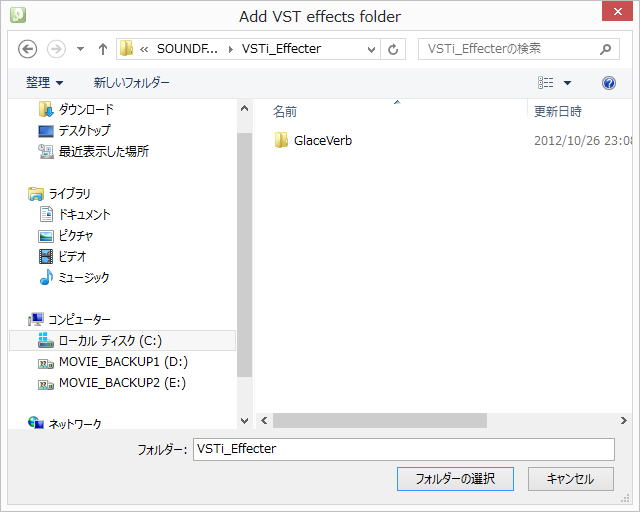 Add VST effects folder
« SOUNDF... VSTi_Effecter VSTi_Effecterの検索
整理 新しいフォルダー
名前 更新日時
ダウンロード
デスクトップ
最近表示した場所
GlaceVerb 2012/10/26 23:08
ライブラリ
ドキュメント
ピクチャ
ビデオ
ミュージック
コンピューター
ローカル ディスク (C:)
MOVIE_BACKUP1 (D:)
MOVIE_BACKUP2 (E:)
ネットワーク
フォルダー: VSTi_Effecter
フォルダーの選択 キャンセル